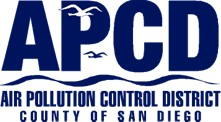 APCD
AIR POLLUTION CONTROL DISTRICT
COUNTY OF SAN DIEGO